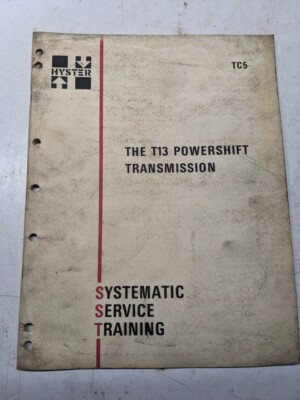 HYSTER
TC5
THE T13 POWERSHIFT
TRANSMISSION
SYSTEMATIC
SERVICE
TRAINING